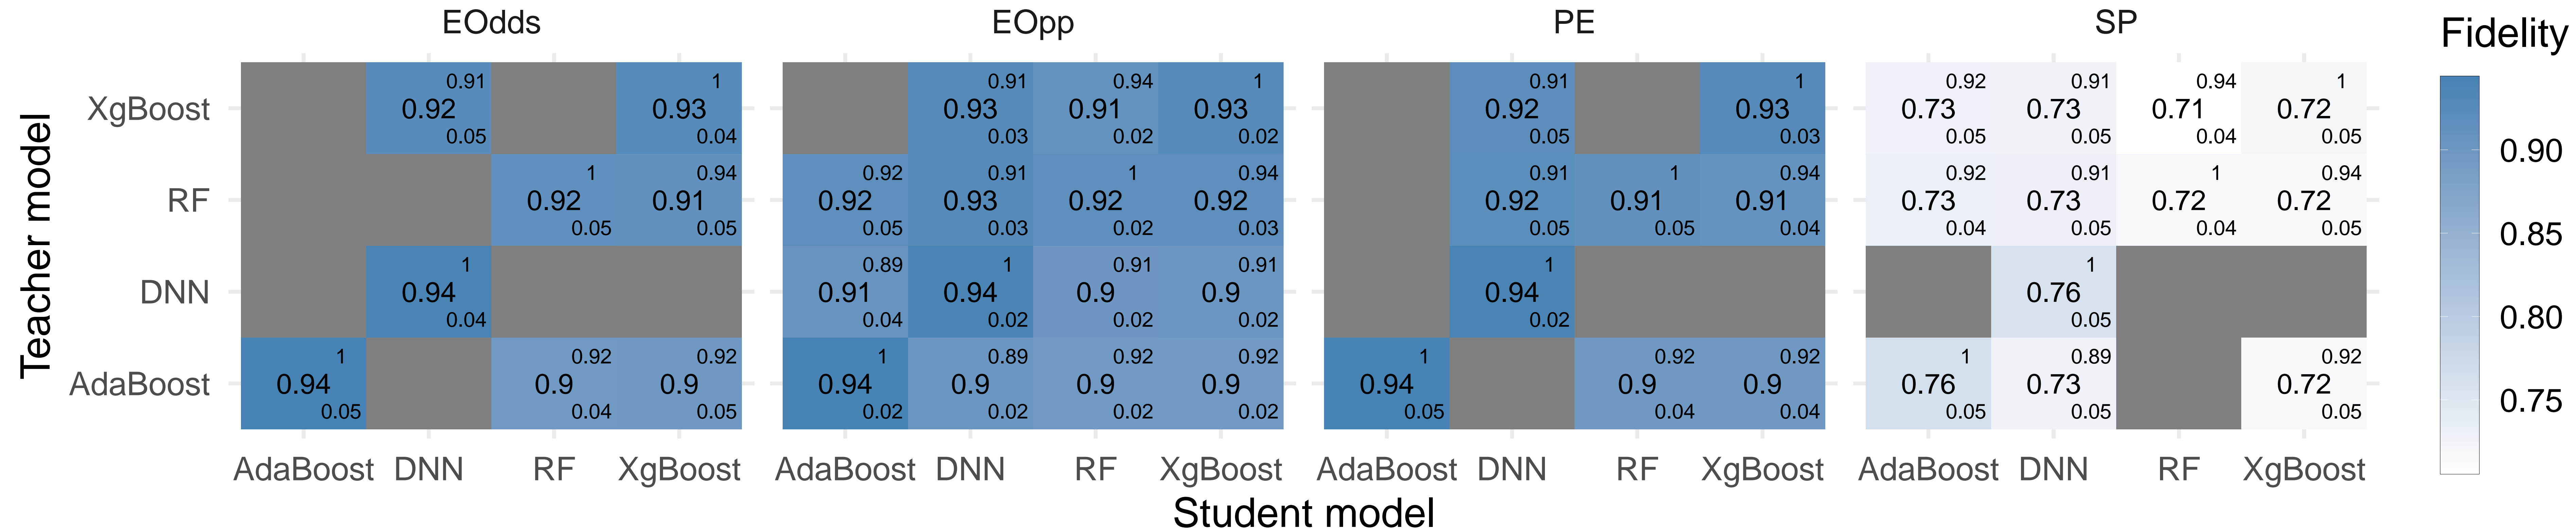 EOdds EOpp PE SP Fidelity
0.91 1 0.91 0.94 1 0.91 1 0.92 0.91 0.94 1
XgBoost 0.92 0.93 0.93 0.91 0.93 0.92 0.93 0.73 0.73 0.71 0.72
0.05 0.04 0.03 0.02 0.02 0.05 0.03 0.05 0.05 0.04 0.05
0.90
1 0.94 0.92 0.91 1 0.94 0.91 1 0.94 0.92 0.91 1 0.94
RF 0.92 0.91 0.92 0.93 0.92 0.92 0.92 0.91 0.91 0.73 0.73 0.72 0.72
0.05 0.05 0.05 0.03 0.02 0.03 0.05 0.05 0.04 0.04 0.05 0.04 0.05
0.85
1 0.89 1 0.91 0.91 1 1
DNN 0.94 0.91 0.94 0.9 0.9 0.94 0.76
0.04 0.04 0.02 0.02 0.02 0.02 0.05
0.80
1 0.92 0.92 1 0.89 0.92 0.92 1 0.92 0.92 1 0.89 0.92
AdaBoost 0.94 0.9 0.9 0.94 0.9 0.9 0.9 0.94 0.9 0.9 0.76 0.73 0.72
0.05 0.04 0.05 0.02 0.02 0.02 0.02 0.05 0.04 0.04 0.05 0.05 0.05
0.75
Teacher model
AdaBoost DNN RF XgBoost AdaBoost DNN RF XgBoost AdaBoost DNN RF XgBoost AdaBoost DNN RF XgBoost
Student model